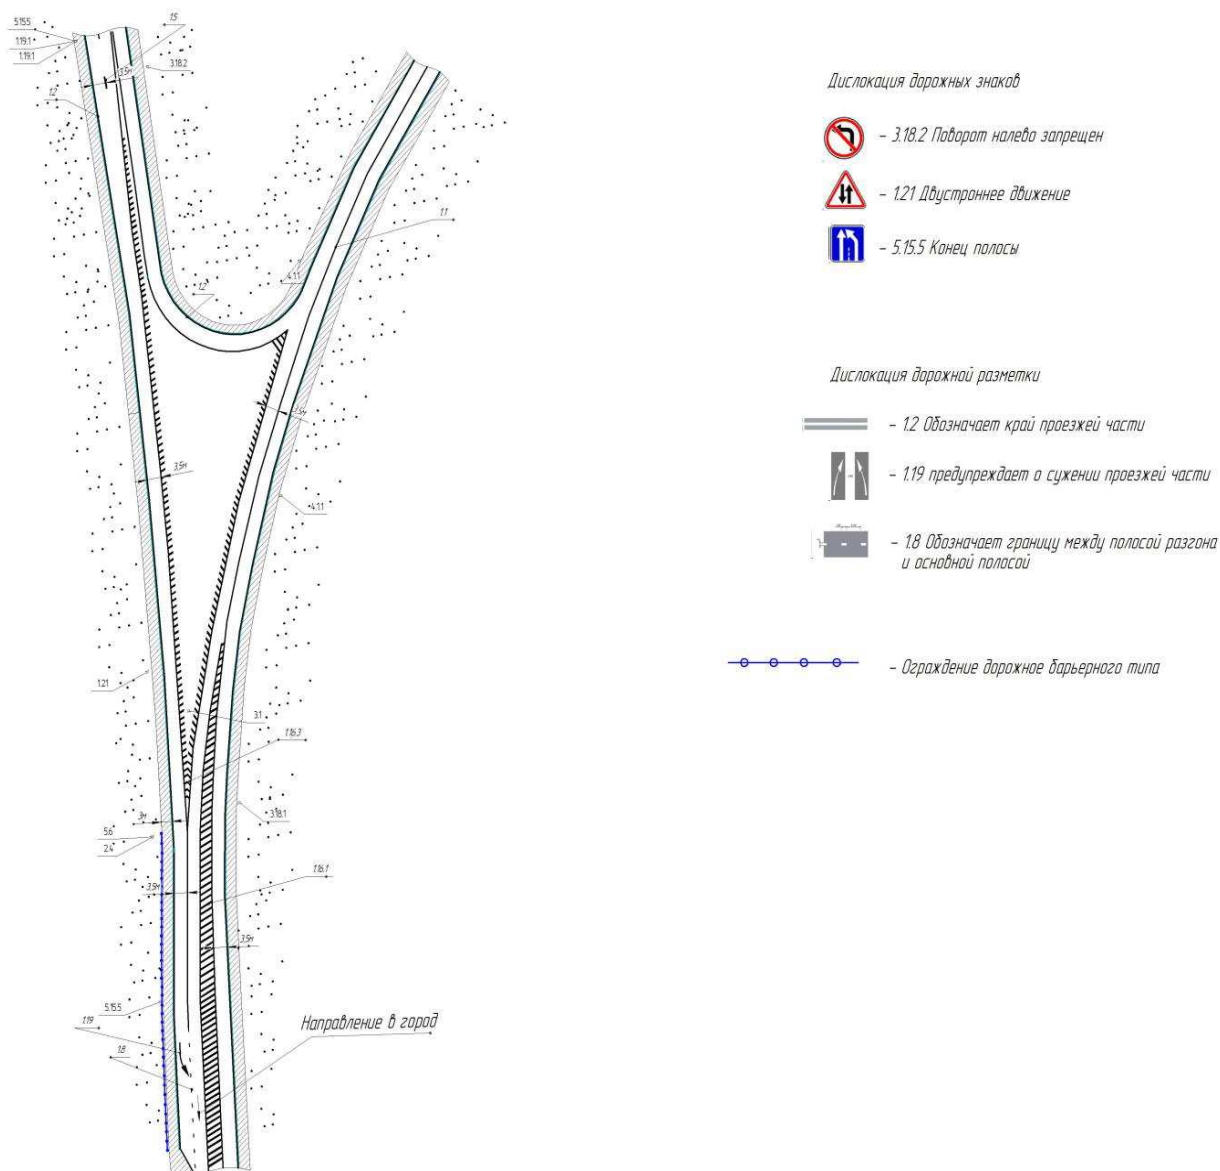 5.15.5
1.19.1
1.19.1
1.5
3.18.2
3,5м
1.2
1.1
4.1.1
1.2
3,5м
3,5м
4.1.1
1.21
3.1
1.16.3
3м
3.18.1
5.6
2.4
1.16.1
3,5м
3,5м
5.15.5
1.19
1.8
Направление в город
Дислокация дорожных знаков
- 3.18.2 Поворот налево запрещен
- 1.21 Двустроннее движение
- 5.15.5 Конец полосы
Дислокация дорожной разметки
- 1.2 Обозначает край проезжей части
- 1.19 предупреждает о сужении проезжей части
- 1.8 Обозначает границу между полосой разгона
и основной полосой
- Ограждение дорожное барьерного типа